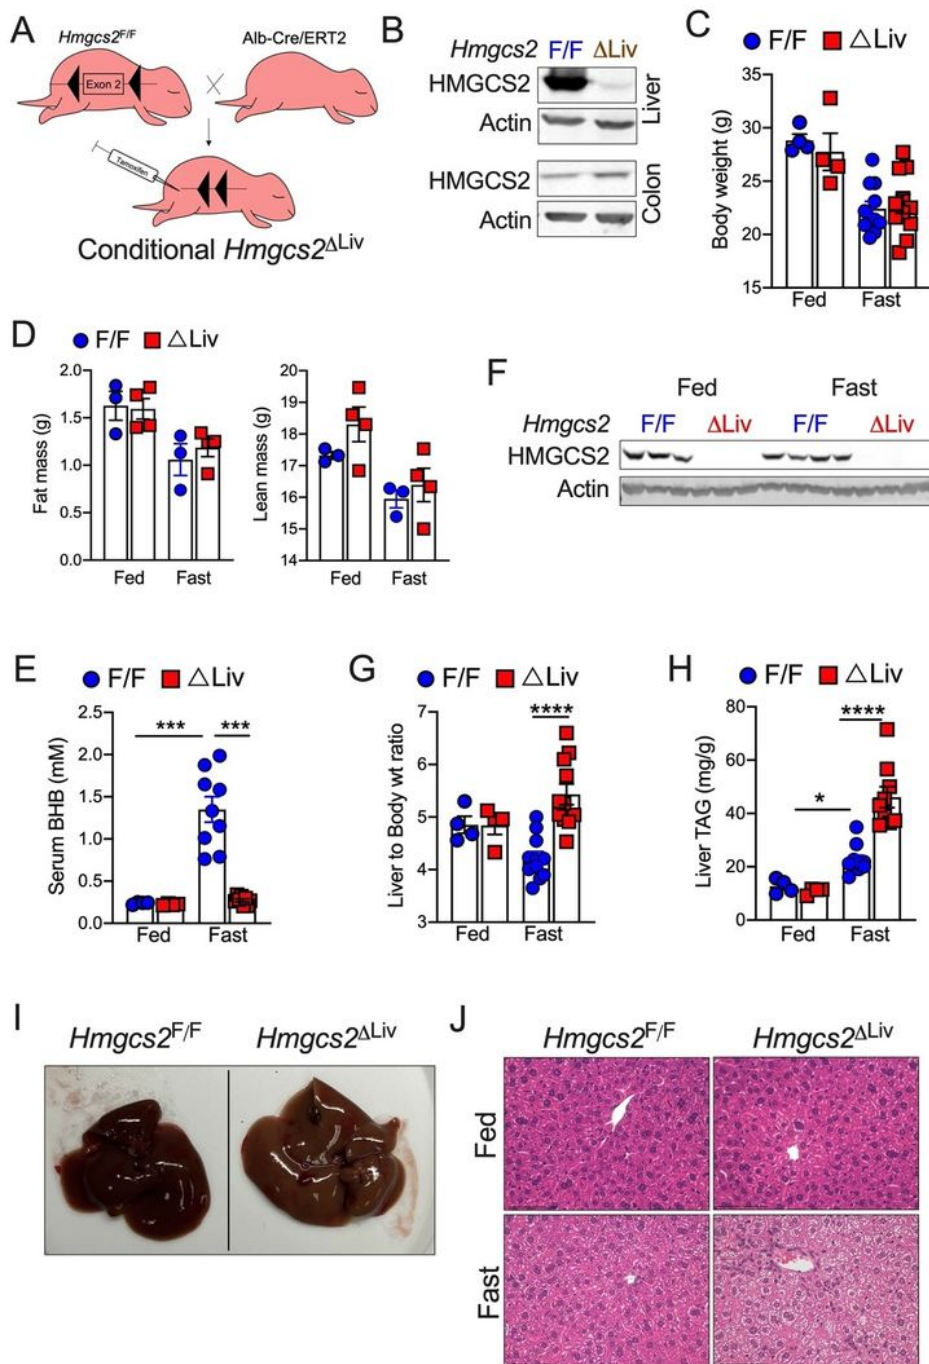 A
Hmgcs2F/F
Alb-Cre/ERT2
Exon 2
Tamoxifen
Conditional Hmgcs2ΔLiv
B
Hmgcs2 F/F ΔLiv
HMGCS2
Actin
Liver
HMGCS2
Actin
Colon
C
F/F ΔLiv
Body weight (g)
35
30
25
20
15
Fed Fast
D
F/F ΔLiv
Fat mass (g)
2.0
1.5
1.0
0.5
0.0
Fed Fast
Lean mass (g)
20
19
18
17
16
15
14
Fed Fast
F
Fed Fast
Hmgcs2 F/F ΔLiv F/F ΔLiv
HMGCS2
Actin
E
F/F ΔLiv
Serum BHB (mM)
2.5
2.0
1.5
1.0
0.5
0.0
*** ***
Fed Fast
G
F/F ΔLiv
Liver to Body wt ratio
7
6
5
4
3
****
Fed Fast
H
F/F ΔLiv
Liver TAG (mg/g)
80
60
40
20
0
****
*
Fed Fast
I
Hmgcs2F/F Hmgcs2ΔLiv
J
Hmgcs2F/F Hmgcs2ΔLiv
Fed
Fast